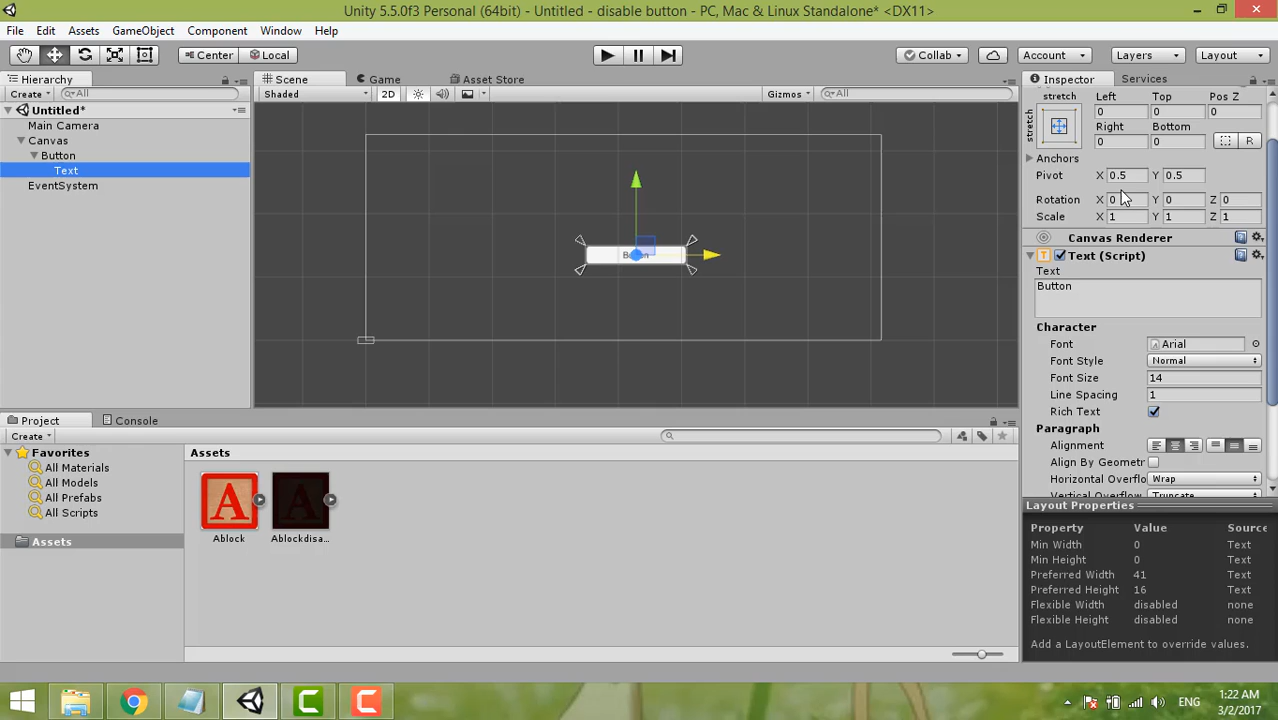 Unity 5.5.0f3 Personal (64bit) - Untitled - disable button - PC, Mac & Linux Standalone* <DX11>
File Edit Assets GameObject Component Window Help
Center Local Collab Account Layers Layout
Hierarchy Scene Game Asset Store Inspector Services
Create All Shaded 2D Gizmos All
Untitled*
Main Camera
Canvas
Button
Text
EventSystem
Button
stretch Left Top Pos Z
stretch
0 0 0
Right Bottom
0 0 R
Anchors
Pivot X 0.5 Y 0.5
Rotation X 0 Y 0 Z 0
Scale X 1 Y 1 Z 1
Canvas Renderer
Text (Script)
Text
Button
Character
Font Arial
Font Style Normal
Font Size 14
Line Spacing 1
Rich Text
Paragraph
Alignment
Align By Geometr
Horizontal Overflo Wrap
Vertical Overflow Truncate
Layout Properties
Property Value Source
Min Width 0 Text
Min Height 0 Text
Preferred Width 41 Text
Preferred Height 16 Text
Flexible Width disabled none
Flexible Height disabled none
Add a LayoutElement to override values.
Project Console
Create
Favorites
All Materials
All Models
All Prefabs
All Scripts
Assets
Assets
A A
Ablock Ablockdisa...
ENG
1:22 AM
3/2/2017